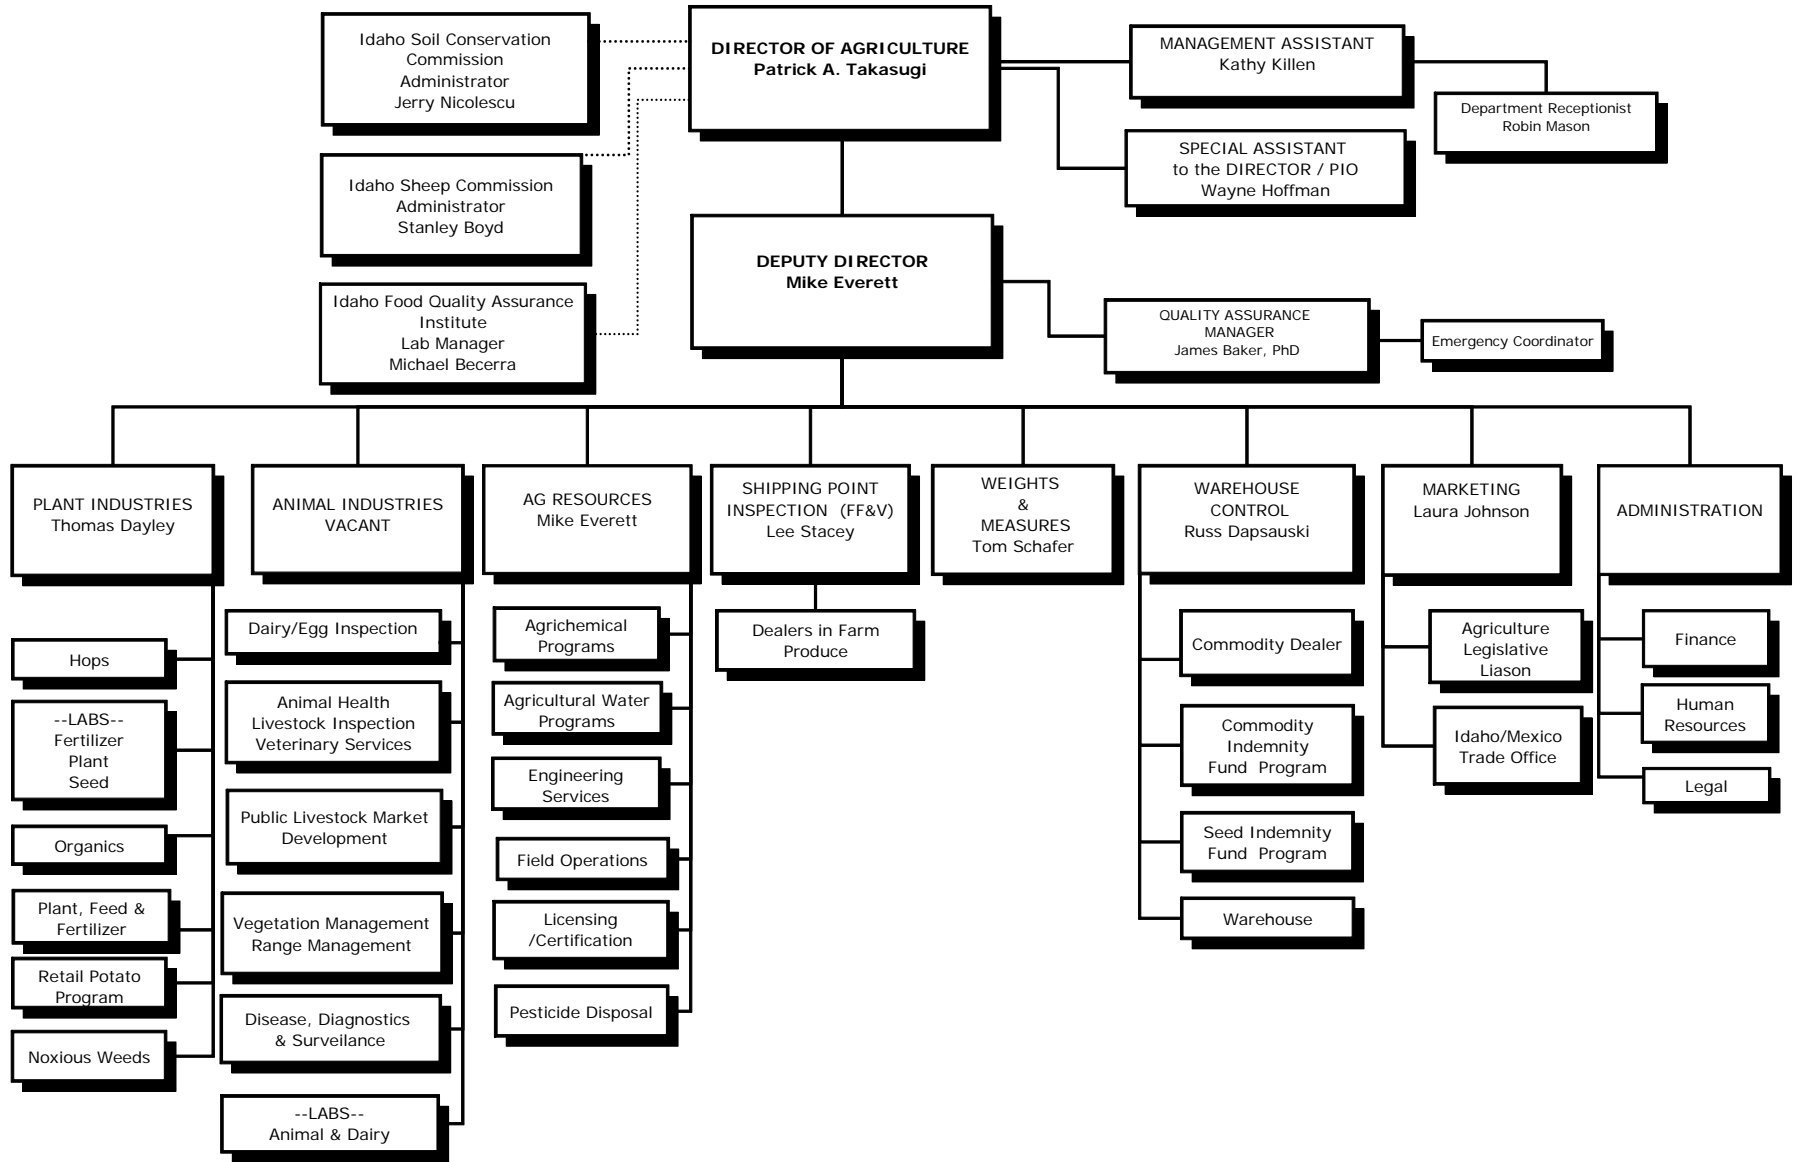 Idaho Soil Conservation
Commission
Administrator
Jerry Nicolescu
DIRECTOR OF AGRICULTURE
Patrick A. Takasugi
MANAGEMENT ASSISTANT
Kathy Killen
Department Receptionist
Robin Mason
Idaho Sheep Commission
Administrator
Stanley Boyd
SPECIAL ASSISTANT
to the DIRECTOR / PIO
Wayne Hoffman
DEPUTY DIRECTOR
Mike Everett
Idaho Food Quality Assurance
Institute
Lab Manager
Michael Becerra
QUALITY ASSURANCE
MANAGER
James Baker, PhD
Emergency Coordinator
PLANT INDUSTRIES
Thomas Dayley
ANIMAL INDUSTRIES
VACANT
AG RESOURCES
Mike Everett
SHIPPING POINT
INSPECTION (FF&V)
Lee Stacey
WEIGHTS
&
MEASURES
Tom Schafer
WAREHOUSE
CONTROL
Russ Dapsauski
MARKETING
Laura Johnson
ADMINISTRATION
Hops
--LABS--
Fertilizer
Plant
Seed
Organics
Plant, Feed &
Fertilizer
Retail Potato
Program
Noxious Weeds
Dairy/Egg Inspection
Animal Health
Livestock Inspection
Veterinary Services
Public Livestock Market
Development
Vegetation Management
Range Management
Disease, Diagnostics
& Surveilance
--LABS--
Animal & Dairy
Agrichemical
Programs
Agricultural Water
Programs
Engineering
Services
Field Operations
Licensing
/Certification
Pesticide Disposal
Dealers in Farm
Produce
Commodity Dealer
Commodity
Indemnity
Fund Program
Seed Indemnity
Fund Program
Warehouse
Agriculture
Legislative
Liason
Idaho/Mexico
Trade Office
Finance
Human
Resources
Legal